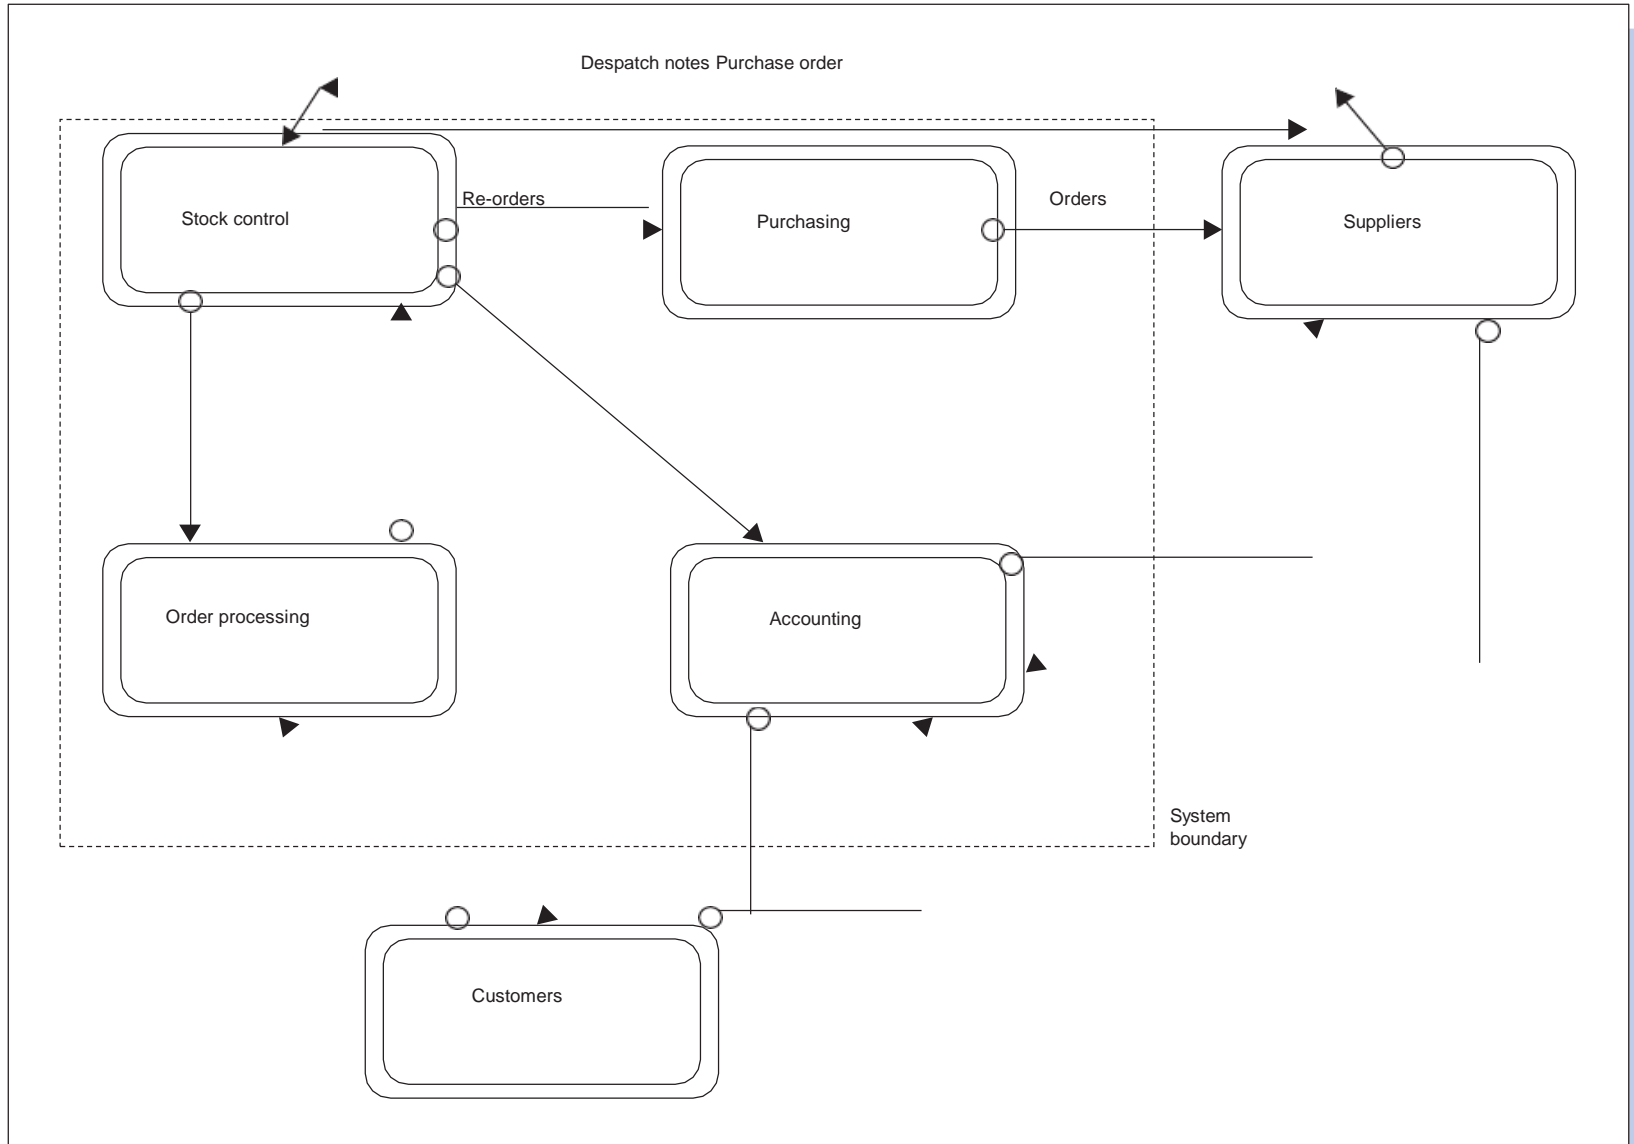 Despatch notes Purchase order
Stock control
Re-orders
Purchasing
Orders
Suppliers
Order processing
Accounting
System
boundary
Customers